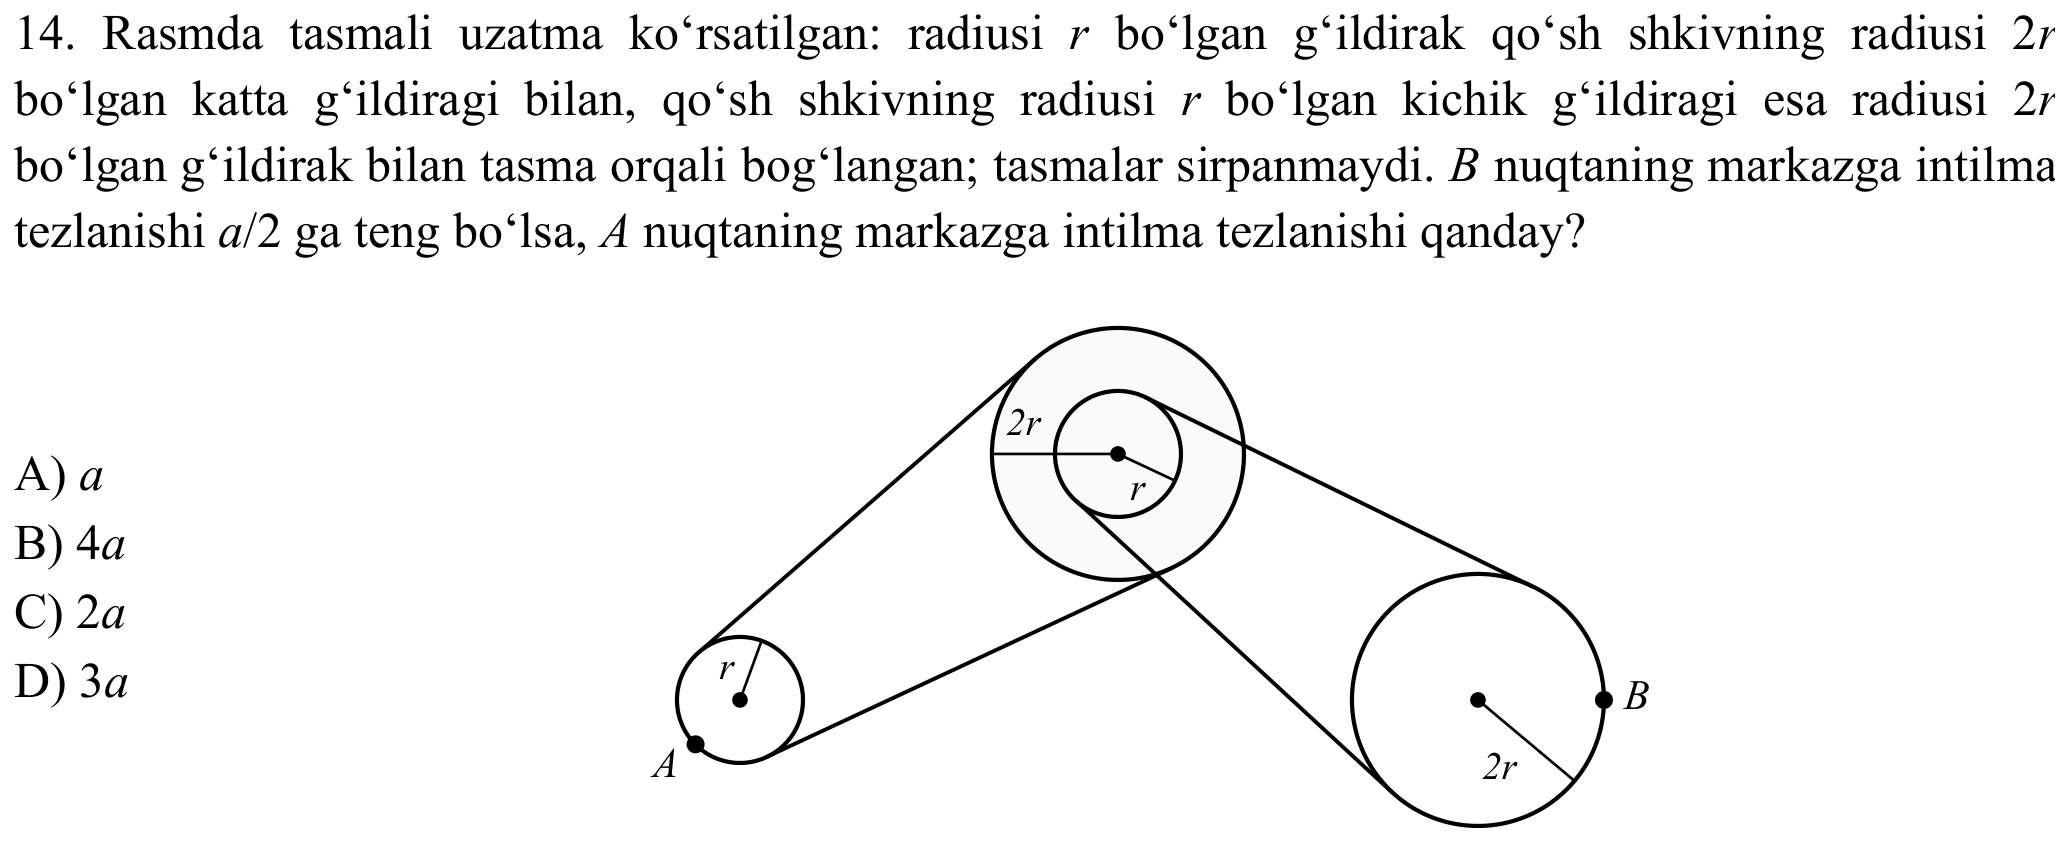 14. Rasmda tasmali uzatma ko‘rsatilgan: radiusi r bo‘lgan g‘ildirak qo‘sh shkivning radiusi 2r
bo‘lgan katta g‘ildiragi bilan, qo‘sh shkivning radiusi r bo‘lgan kichik g‘ildiragi esa radiusi 2r
bo‘lgan g‘ildirak bilan tasma orqali bog‘langan; tasmalar sirpanmaydi. B nuqtaning markazga intilma
tezlanishi a/2 ga teng bo‘lsa, A nuqtaning markazga intilma tezlanishi qanday?
2r
r
A) a
B) 4a
C) 2a
D) 3a
r
A
B
2r